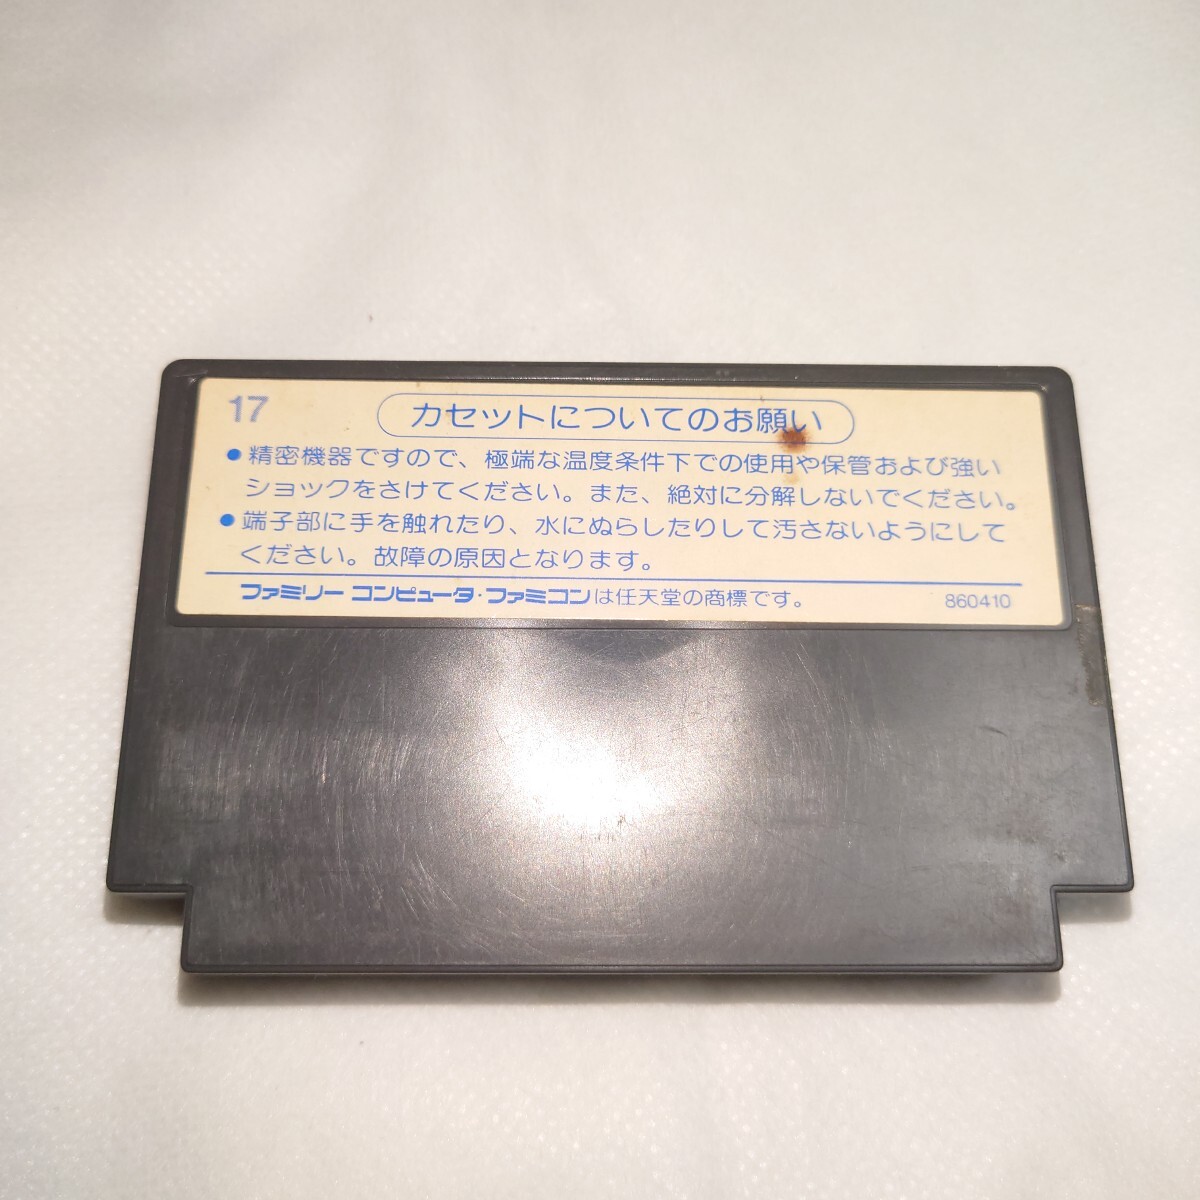 17
カセットについてのお願い
●精密機器ですので、極端な温度条件下での使用や保管および強い
ショックをさけてください。また、絶対に分解しないでください。
●端子部に手を触れたり、水にぬらしたりして汚さないようにして
ください。故障の原因となります。
ファミリーコンピュータ・ファミコンは任天堂の商標です。 860410